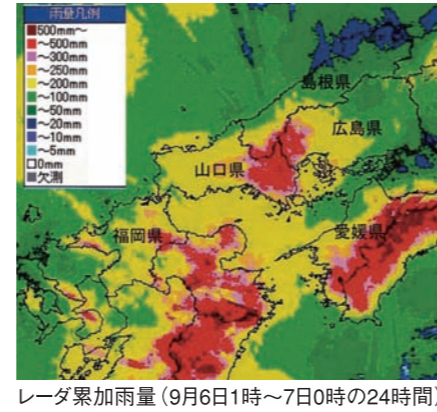 雨量凡例
500mm～
～500mm
～300mm
～250mm
～200mm
～100mm
～50mm
～20mm
～10mm
～5mm
0mm
欠測
島根県
広島県
山口県
福岡県
愛媛県
レーダ累加雨量（9月6日1時～7日0時の24時間）